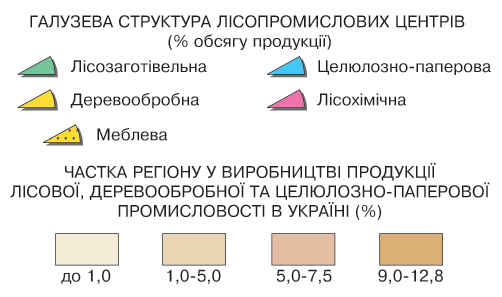 ГАЛУЗЕВА СТРУКТУРА ЛІСОПРОМИСЛОВИХ ЦЕНТРІВ
(% обсягу продукції)
Лісозаготівельна
Целюлозно-паперова
Деревообробна
Лісохімічна
Меблева
ЧАСТКА РЕГІОНУ У ВИРОБНИЦТВІ ПРОДУКЦІЇ
ЛІСОВОЇ, ДЕРЕВООБРОБНОЇ ТА ЦЕЛЮЛОЗНО-ПАПЕРОВОЇ
ПРОМИСЛОВОСТІ В УКРАЇНІ (%)
до 1,0
1,0-5,0
5,0-7,5
9,0-12,8